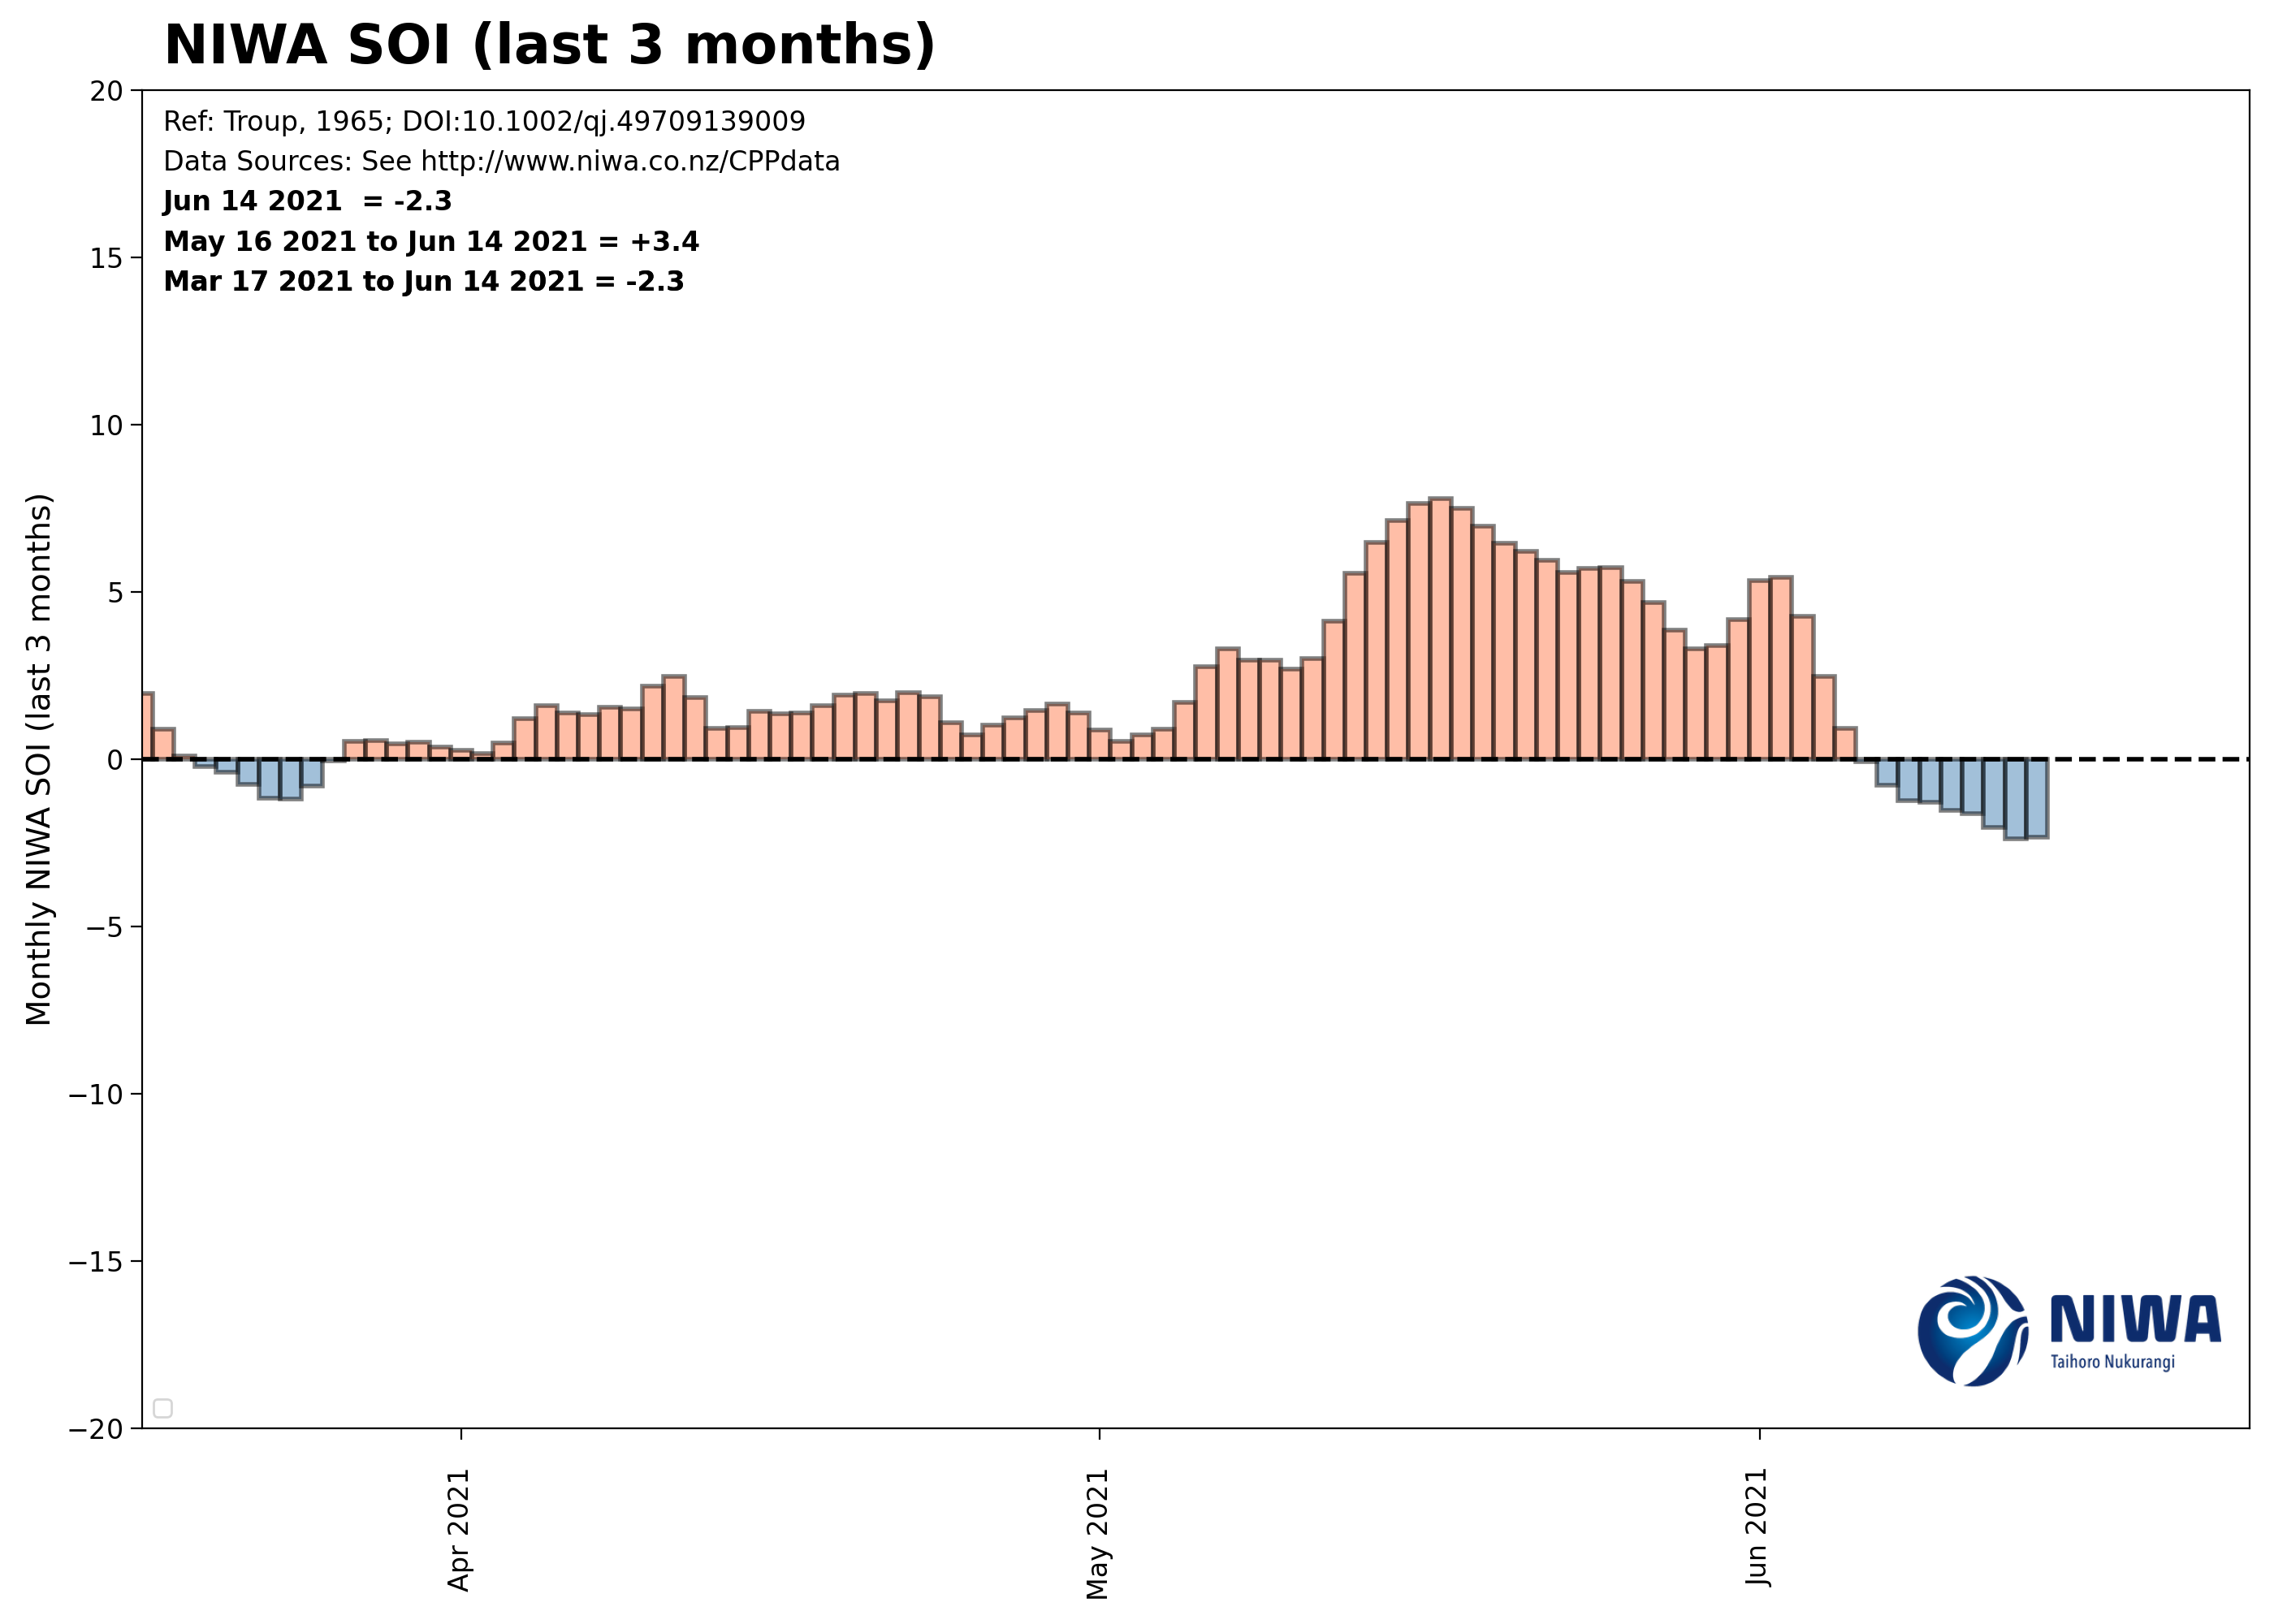 NIWA SOI (last 3 months)
Ref: Troup, 1965; DOI:10.1002/qj.49709139009
Data Sources: See http://www.niwa.co.nz/CPPdata
Jun 14 2021  = -2.3
May 16 2021 to Jun 14 2021 = +3.4
Mar 17 2021 to Jun 14 2021 = -2.3
Monthly NIWA SOI (last 3 months)
20
15
10
5
0
−5
−10
−15
−20
NIWA
Taihoro Nukurangi
Apr 2021
May 2021
Jun 2021